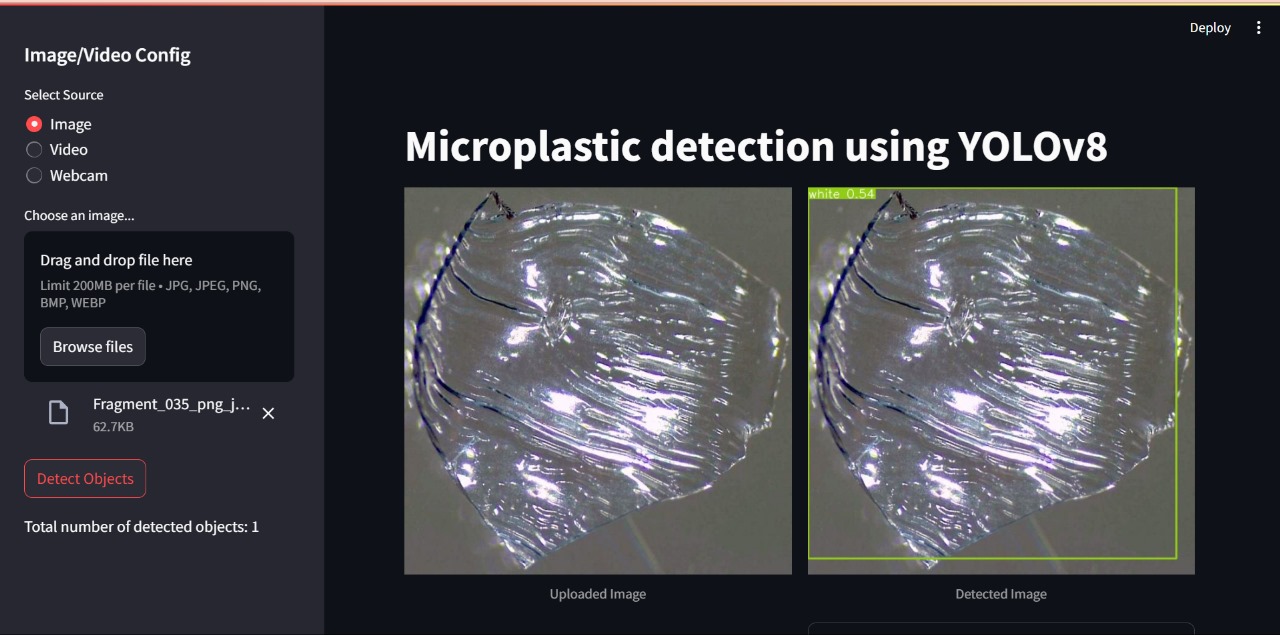 Deploy
Image/Video Config
Select Source
Image
Video
Webcam
Choose an image...
Drag and drop file here
Limit 200MB per file • JPG, JPEG, PNG,
BMP, WEBP
Browse files
Fragment_035_png_j...
62.7KB
Detect Objects
Total number of detected objects: 1
Microplastic detection using YOLOv8
white 0.54
Uploaded Image
Detected Image